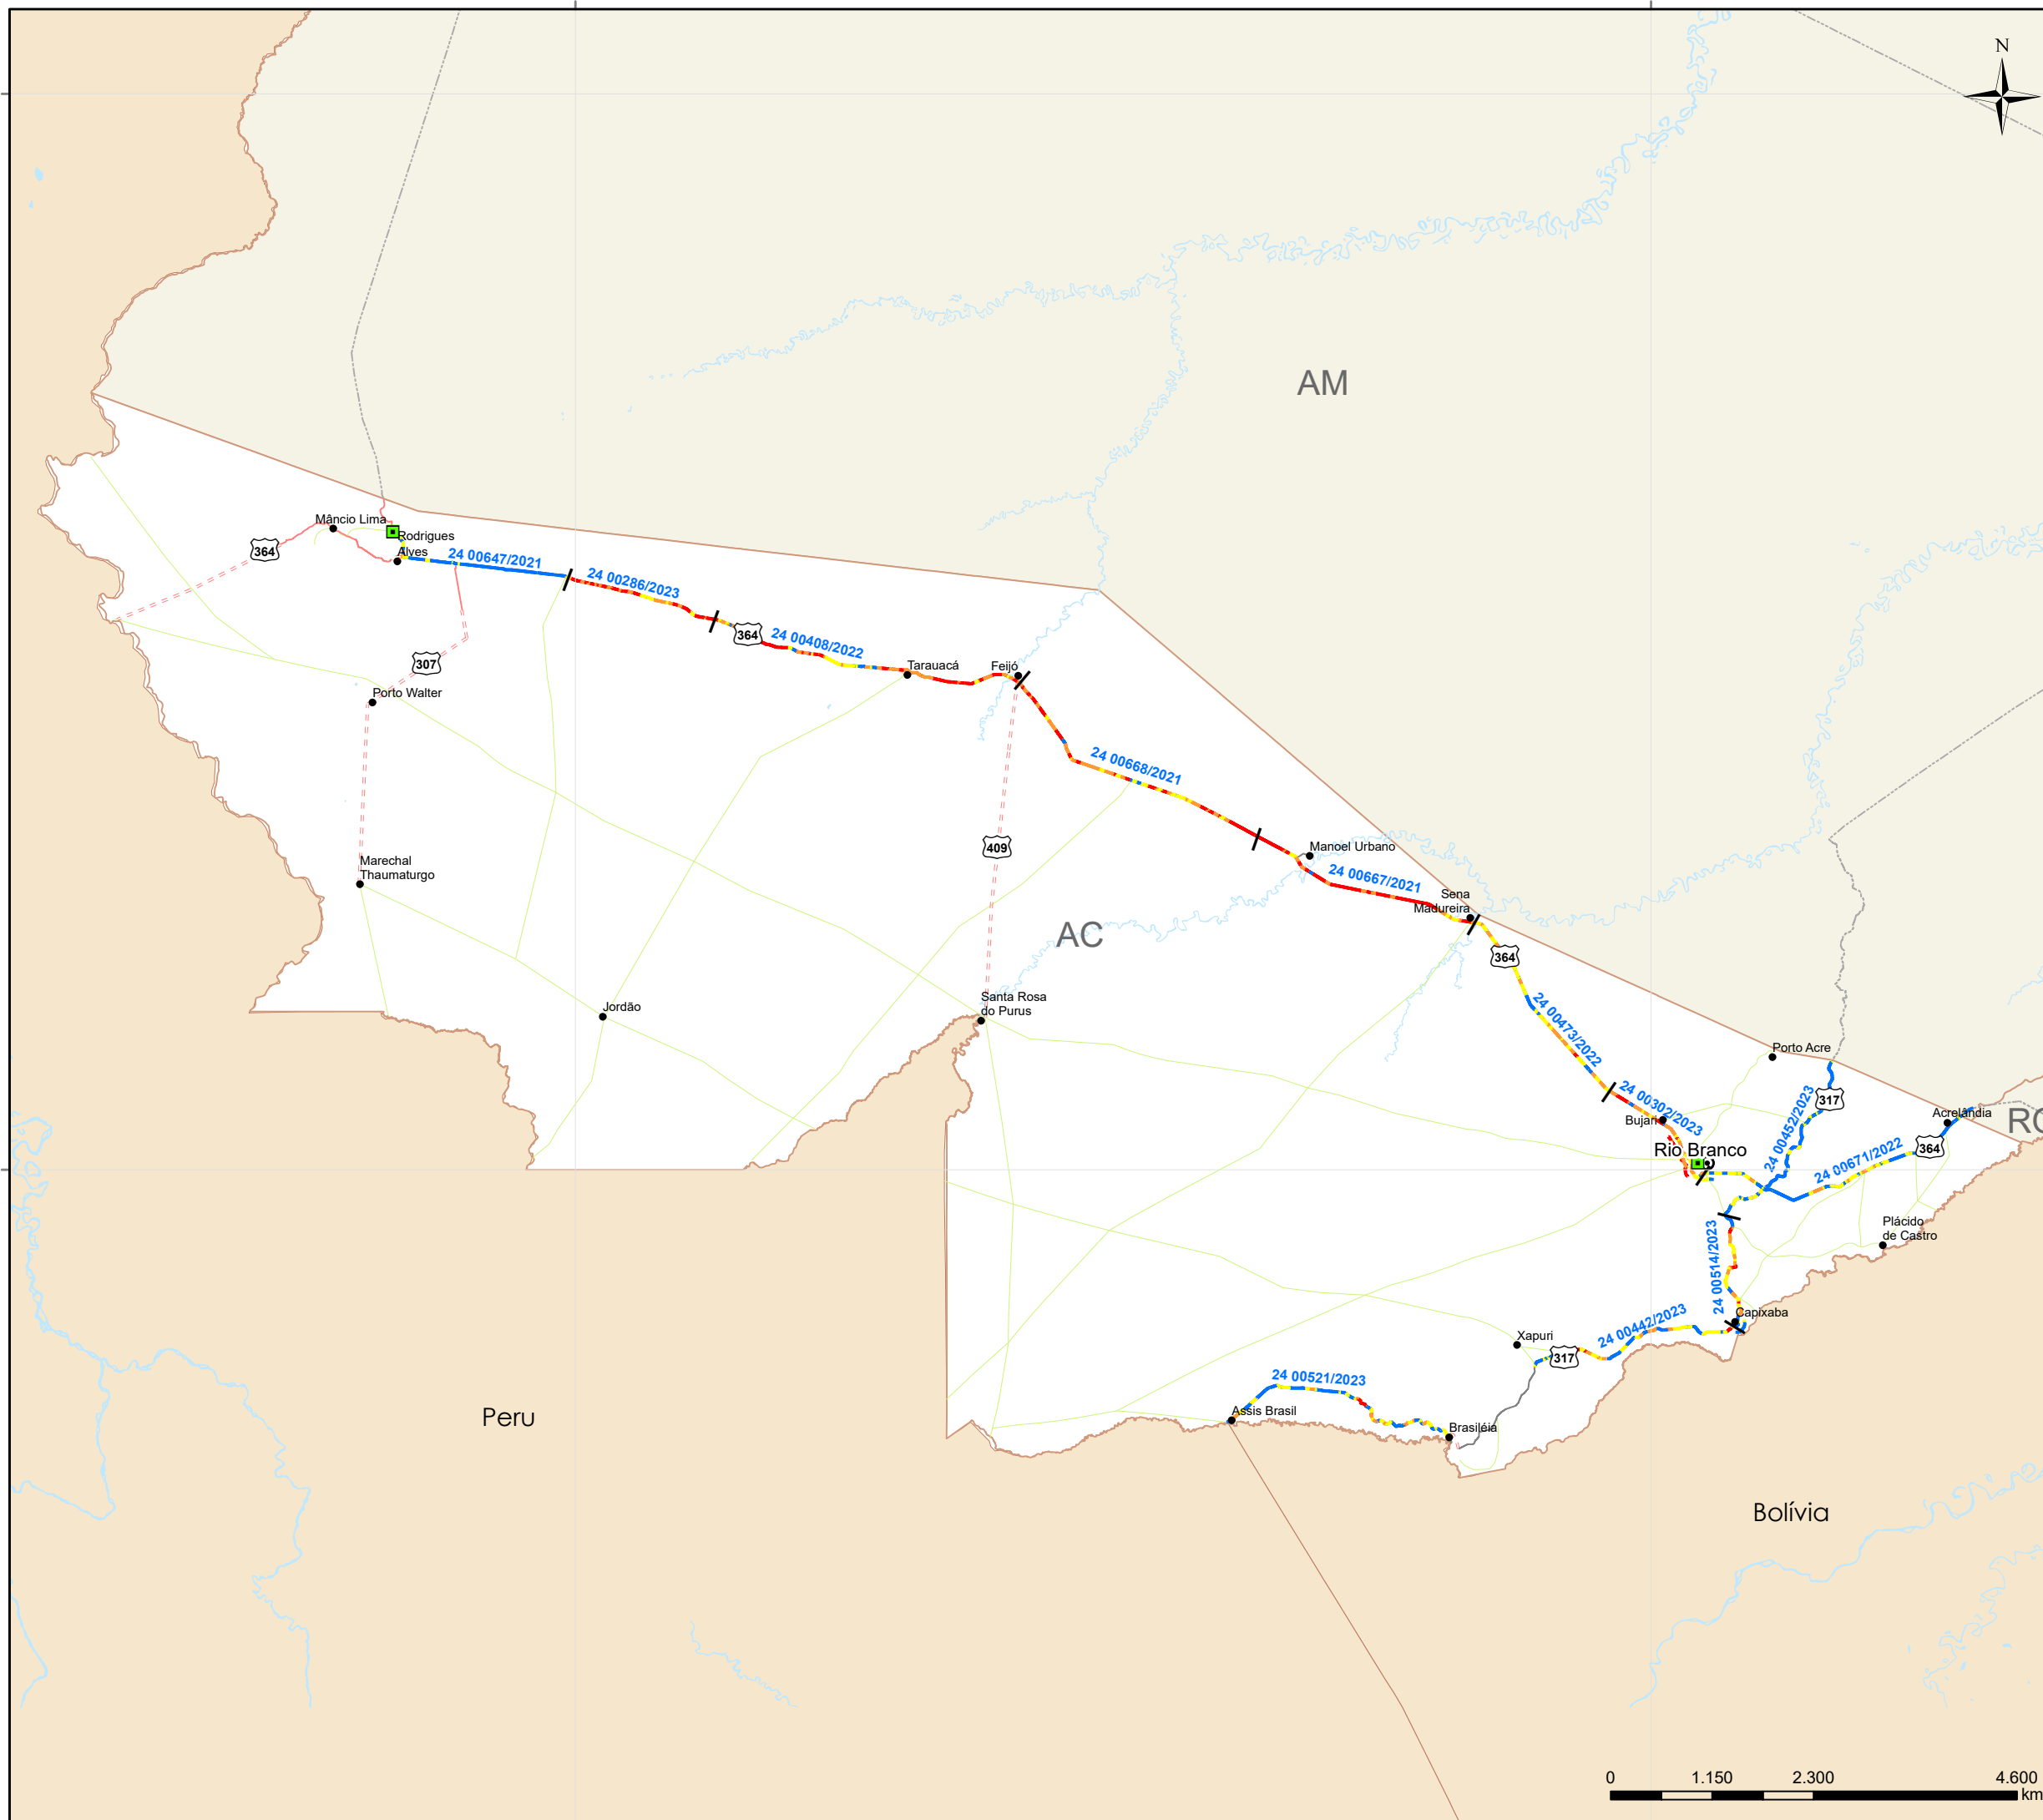 N
AM
Mâncio Lima
Rodrigues
Alves
364
24 00647/2021
24 00286/2023
364
24 00408/2022
Tarauacá
Feijó
307
Porto Walter
24 00668/2021
409
Manoel Urbano
24 00667/2021
Marechal
Thaumaturgo
Sena
Madureira
AC
364
Santa Rosa
do Purus
Jordão
24 00473/2022
Porto Acre
24 00302/2023
317
24 00452/2023
Acrelândia
RO
Bujari
Rio Branco
364
24 00671/2022
Plácido
de Castro
24 00514/2023
Capixaba
24 00442/2023
Xapuri
317
24 00521/2023
Assis Brasil
Brasiléia
Peru
Bolívia
0 1.150 2.300 4.600
km